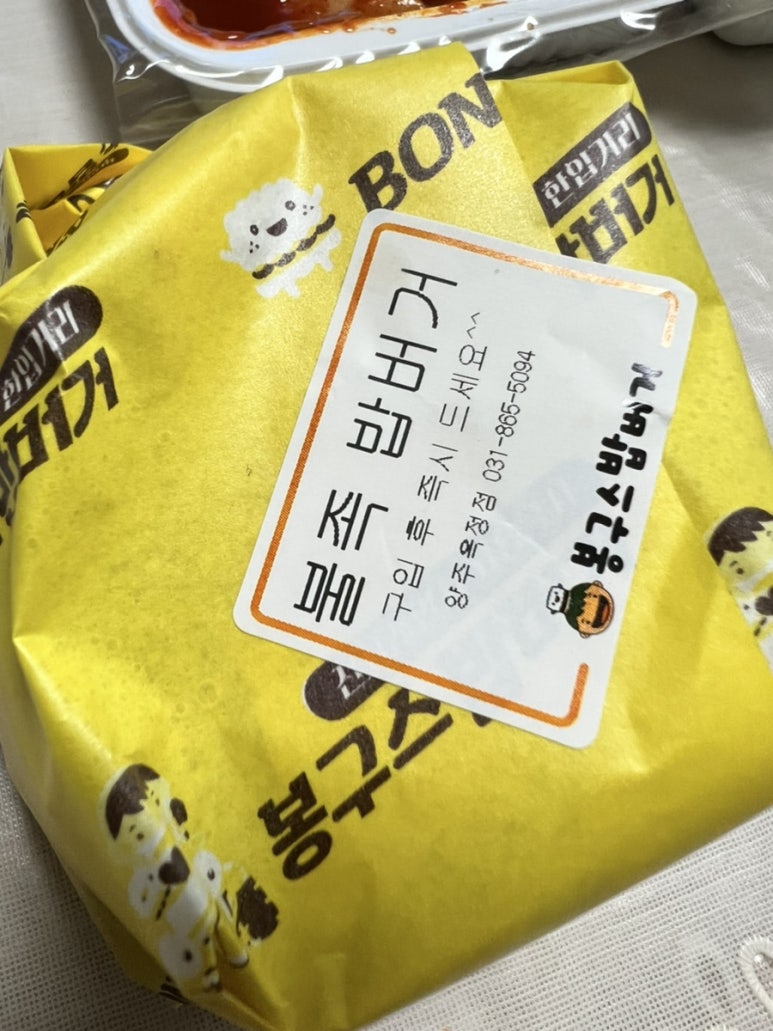 BON
한입거리
밥버거
한입거리
밥버거
불족 밥버거
구입 후 즉시 드세요^^
양주옥정점 031-865-5094
봉구스밥버거
봉구스